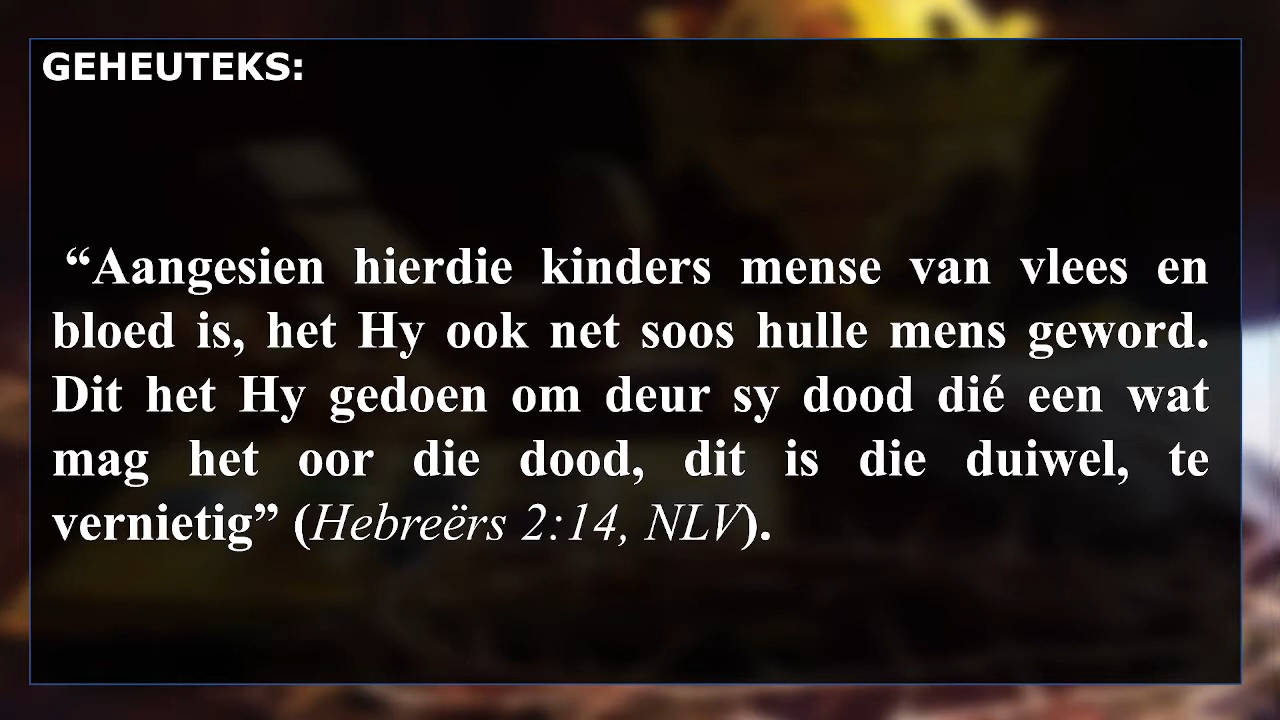 GEHEUTEKS:
“Aangesien hierdie kinders mense van vlees en
bloed is, het Hy ook net soos hulle mens geword.
Dit het Hy gedoen om deur sy dood dié een wat
mag het oor die dood, dit is die duiwel, te
vernietig” (Hebreërs 2:14, NLV).